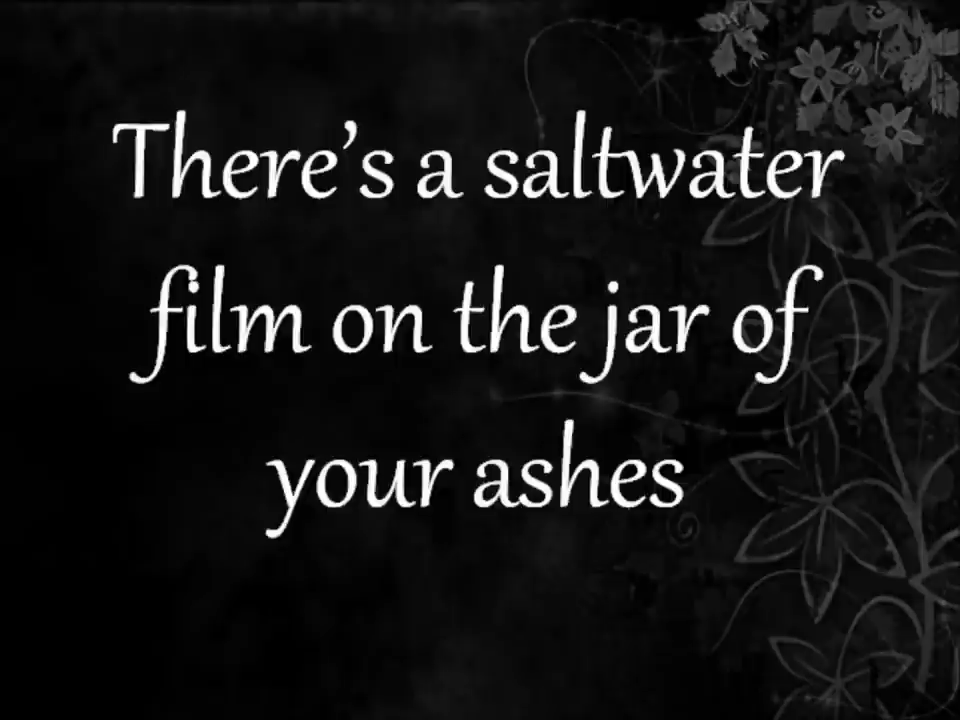 There’s a saltwater
film on the jar of
your ashes